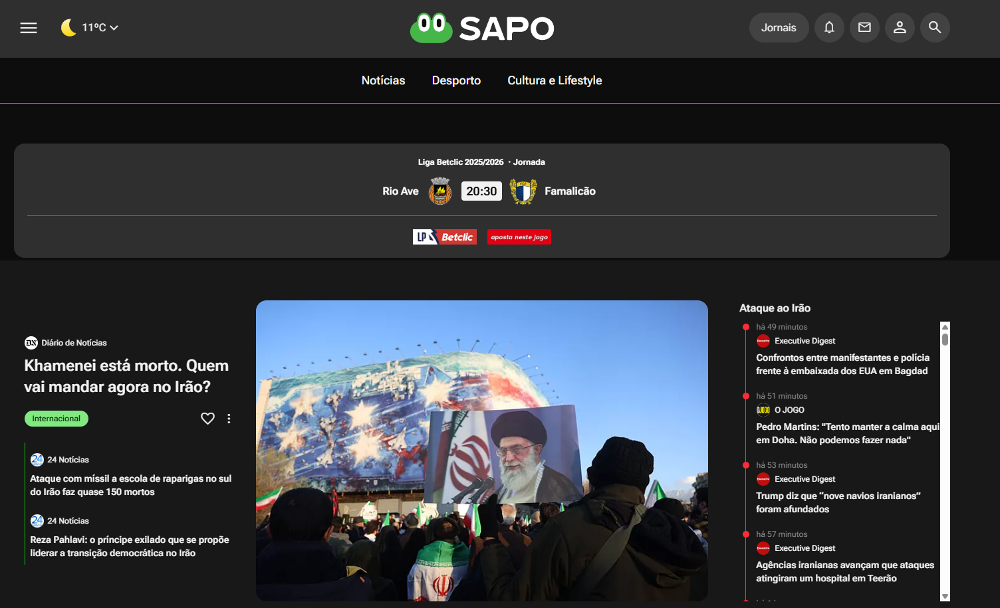 11ºC
SAPO
Jornais
Notícias
Desporto
Cultura e Lifestyle
Liga Betclic 2025/2026 · Jornada
Rio Ave
20:30
Famalicão
LP Betclic
aposta neste jogo
DN Diário de Notícias
Khamenei está morto. Quem
vai mandar agora no Irão?
Internacional
24 24 Notícias
Ataque com míssil a escola de raparigas no sul
do Irão faz quase 150 mortos
24 24 Notícias
Reza Pahlavi: o príncipe exilado que se propõe
liderar a transição democrática no Irão
Ataque ao Irão
há 49 minutos
Executive Digest
Confrontos entre manifestantes e polícia
frente à embaixada dos EUA em Bagdad
há 51 minutos
O JOGO O JOGO
Pedro Martins: "Tento manter a calma aqui
em Doha. Não podemos fazer nada"
há 53 minutos
Executive Digest
Trump diz que “nove navios iranianos”
foram afundados
há 57 minutos
Executive Digest
Agências iranianas avançam que ataques
atingiram um hospital em Teerão